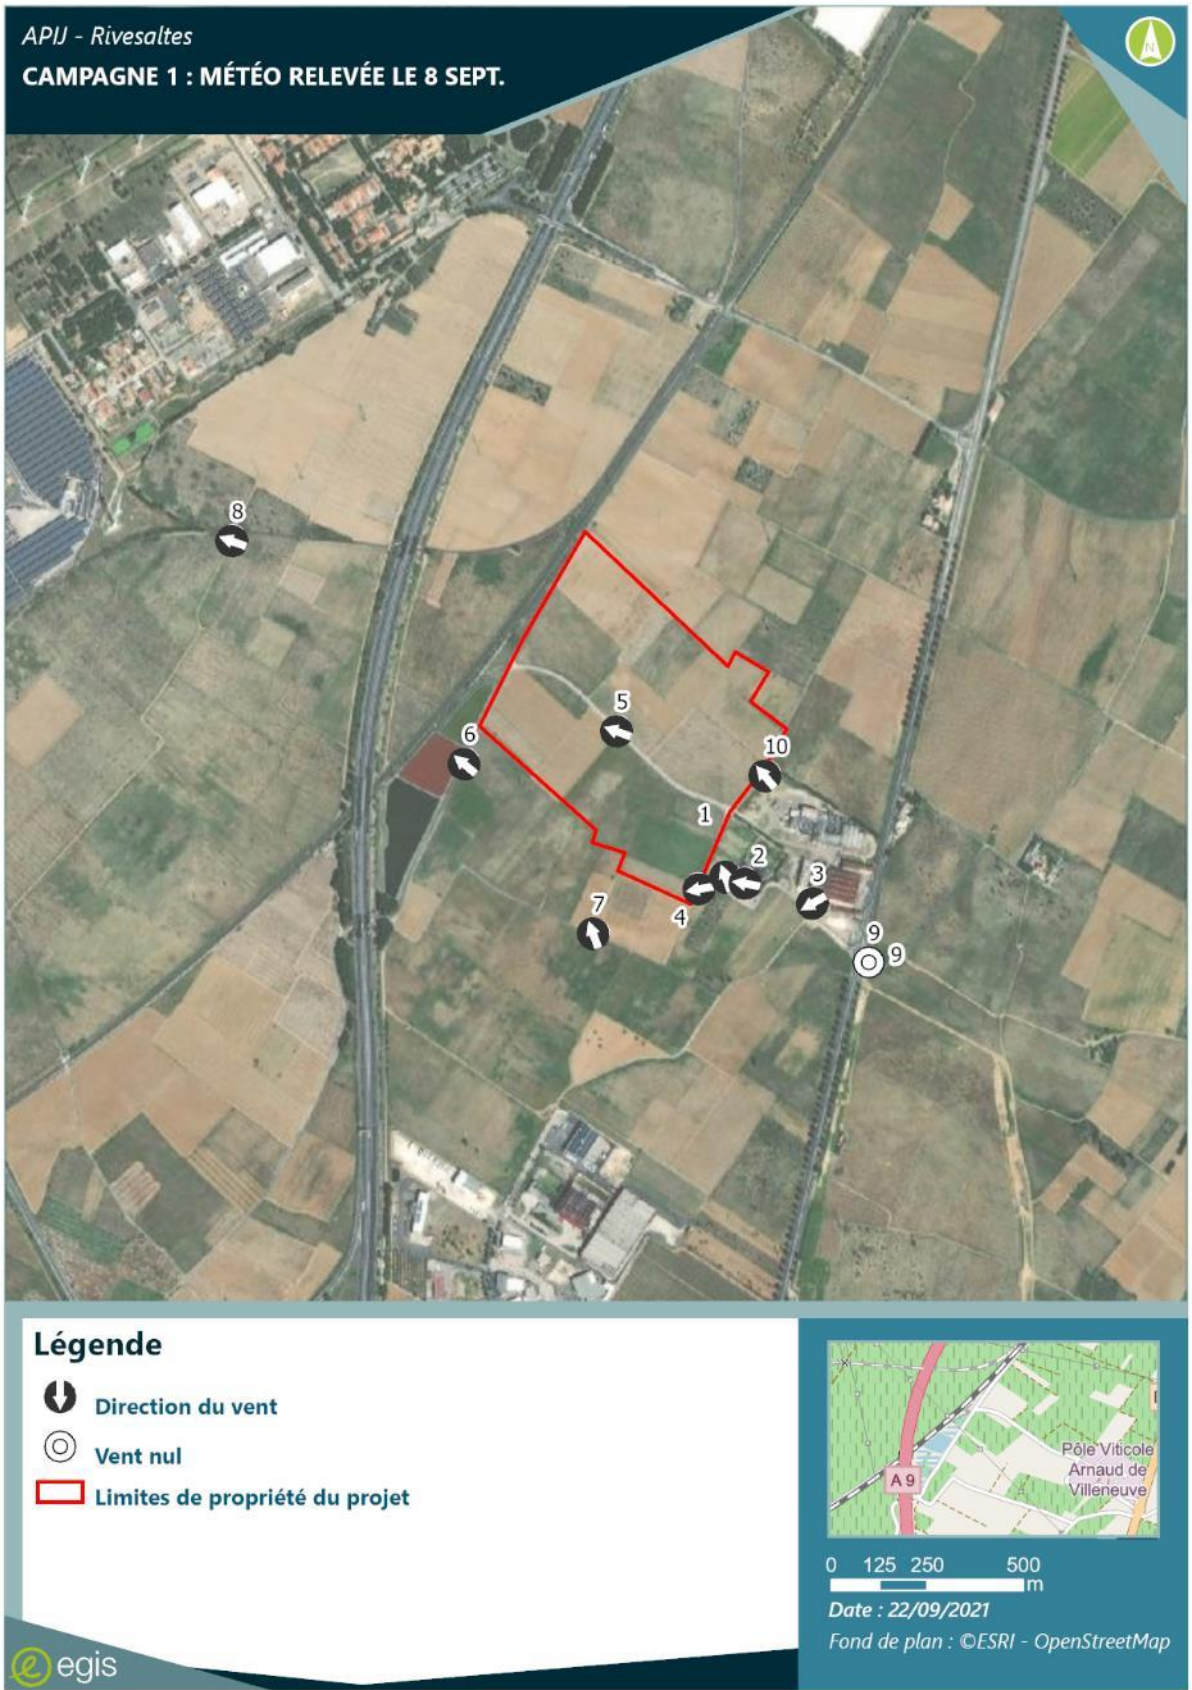 APIJ - Rivesaltes
CAMPAGNE 1 : MÉTÉO RELEVÉE LE 8 SEPT.
N
8
5
6
10
1
2
3
7
4
9
9
Légende
Direction du vent
Vent nul
Limites de propriété du projet
A 9
Pôle Viticole
Arnaud de
Villeneuve
0 125 250 500
m
Date : 22/09/2021
Fond de plan : ©ESRI - OpenStreetMap
egis